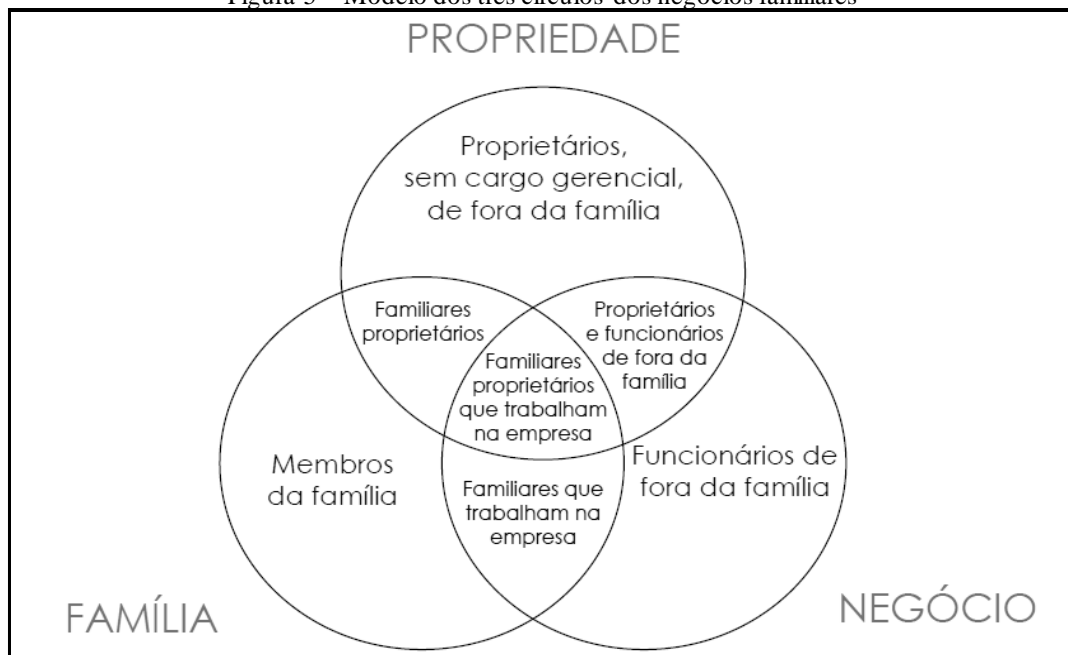 Figura 3 – Modelo dos três círculos dos negócios familiares
PROPRIEDADE
Proprietários,
sem cargo gerencial,
de fora da família
Familiares
proprietários
Proprietários
e funcionários
de fora da
família
Familiares
proprietários
que trabalham
na empresa
Membros
da família
Funcionários de
fora da família
Familiares que
trabalham na
empresa
FAMÍLIA
NEGÓCIO